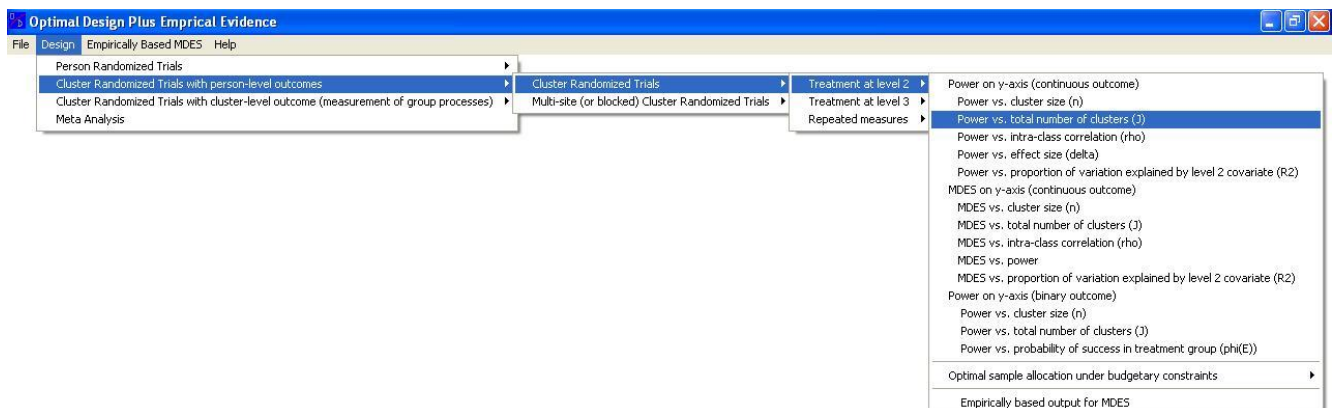 Optimal Design Plus Emprical Evidence
File Design Empirically Based MDES Help
Person Randomized Trials
Cluster Randomized Trials with person-level outcomes
Cluster Randomized Trials with cluster-level outcome (measurement of group processes)
Meta Analysis
Cluster Randomized Trials
Multi-site (or blocked) Cluster Randomized Trials
Treatment at level 2
Treatment at level 3
Repeated measures
Power on y-axis (continuous outcome)
Power vs. cluster size (n)
Power vs. total number of clusters (J)
Power vs. intra-class correlation (rho)
Power vs. effect size (delta)
Power vs. proportion of variation explained by level 2 covariate (R2)
MDES on y-axis (continuous outcome)
MDES vs. cluster size (n)
MDES vs. total number of clusters (J)
MDES vs. intra-class correlation (rho)
MDES vs. power
MDES vs. proportion of variation explained by level 2 covariate (R2)
Power on y-axis (binary outcome)
Power vs. cluster size (n)
Power vs. total number of clusters (J)
Power vs. probability of success in treatment group (phi(E))
Optimal sample allocation under budgetary constraints
Empirically based output for MDES